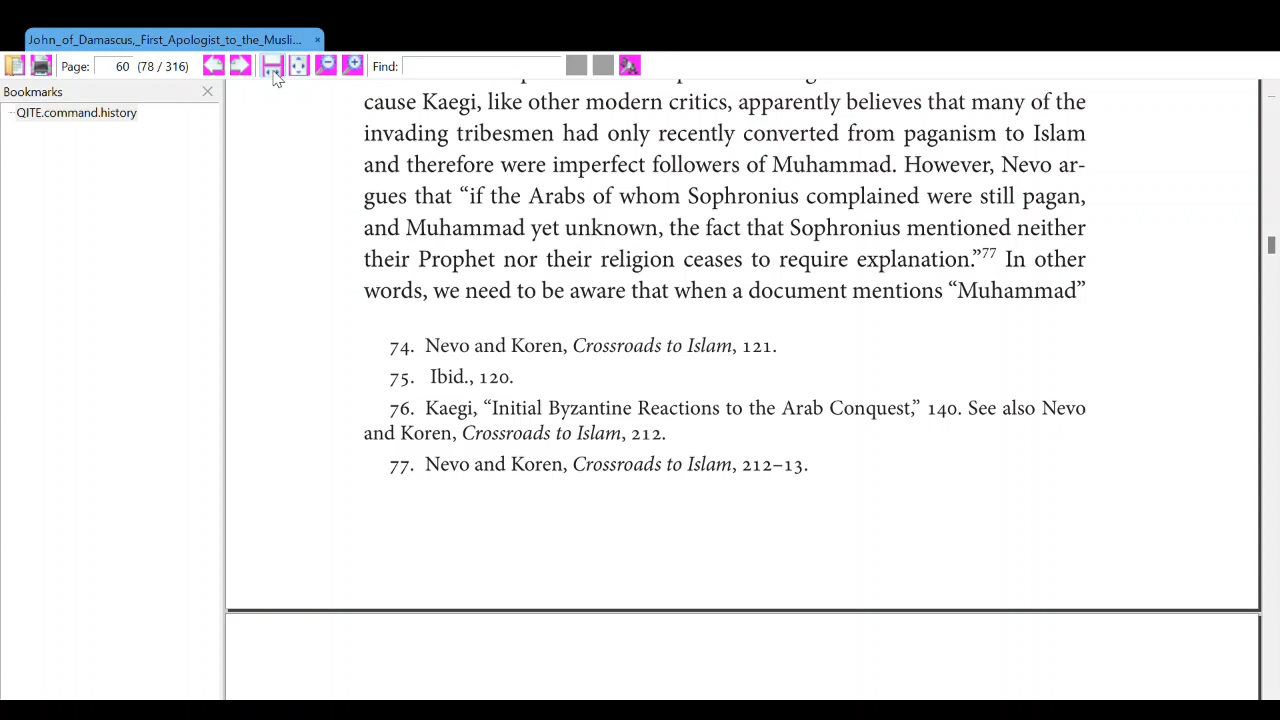 John_of_Damascus,_First_Apologist_to_the_Musli...
Page: 60 (78 / 316) Find:
Bookmarks
QITE.command.history
cause Kaegi, like other modern critics, apparently believes that many of the
invading tribesmen had only recently converted from paganism to Islam
and therefore were imperfect followers of Muhammad. However, Nevo ar-
gues that “if the Arabs of whom Sophronius complained were still pagan,
and Muhammad yet unknown, the fact that Sophronius mentioned neither
their Prophet nor their religion ceases to require explanation.”77 In other
words, we need to be aware that when a document mentions “Muhammad”
74. Nevo and Koren, Crossroads to Islam, 121.
75. Ibid., 120.
76. Kaegi, “Initial Byzantine Reactions to the Arab Conquest,” 140. See also Nevo
and Koren, Crossroads to Islam, 212.
77. Nevo and Koren, Crossroads to Islam, 212–13.